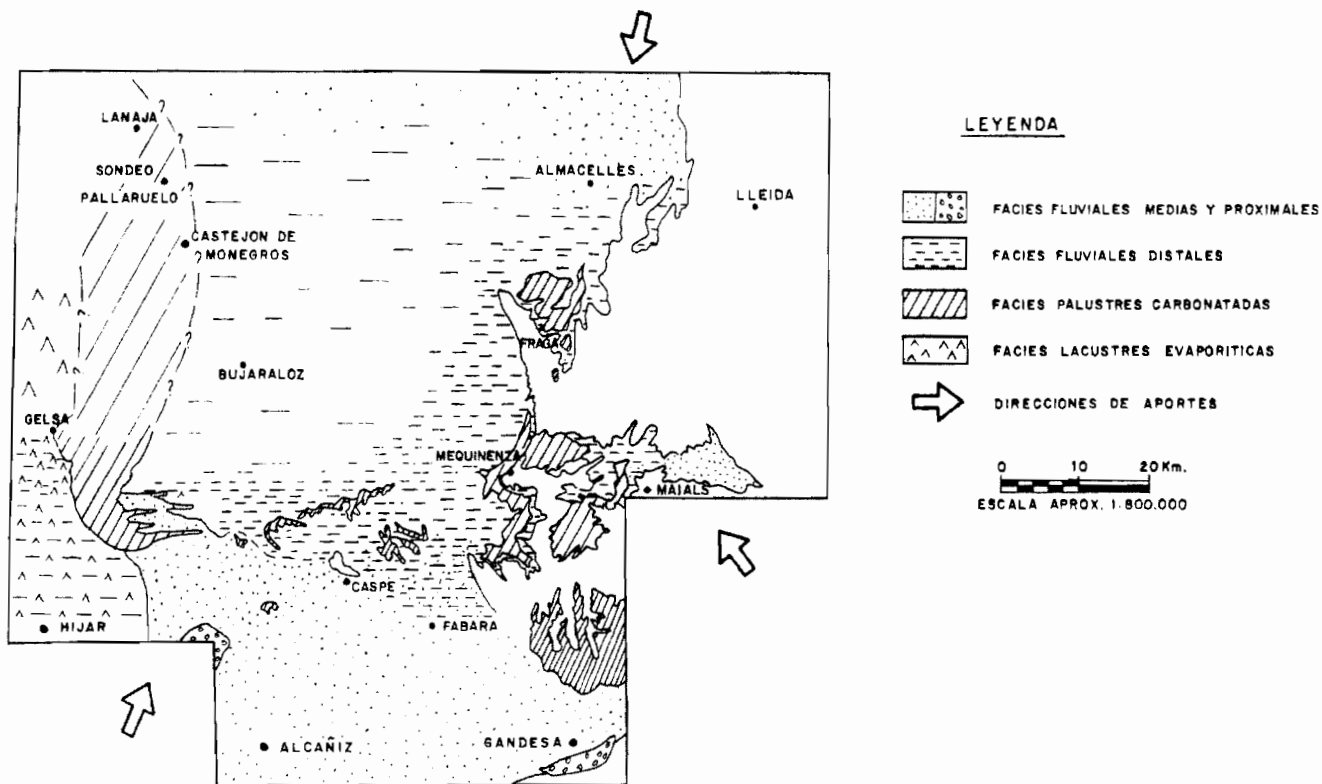 LANAJA
SONDEO
PALLARUELO
CASTEJON DE
MONEGROS
ALMACELLES
LLEIDA
FRAGA
BUJARALOZ
GELSA
MEQUINENZA
MAIALS
CASPE
FABARA
HIJAR
ALCAÑIZ
GANDESA
? ? ? ? ? ? ? ?
LEYENDA
FACIES FLUVIALES MEDIAS Y PROXIMALES
FACIES FLUVIALES DISTALES
FACIES PALUSTRES CARBONATADAS
FACIES LACUSTRES EVAPORITICAS
DIRECCIONES DE APORTES
0 10 20 Km.
ESCALA APROX. 1:800.000